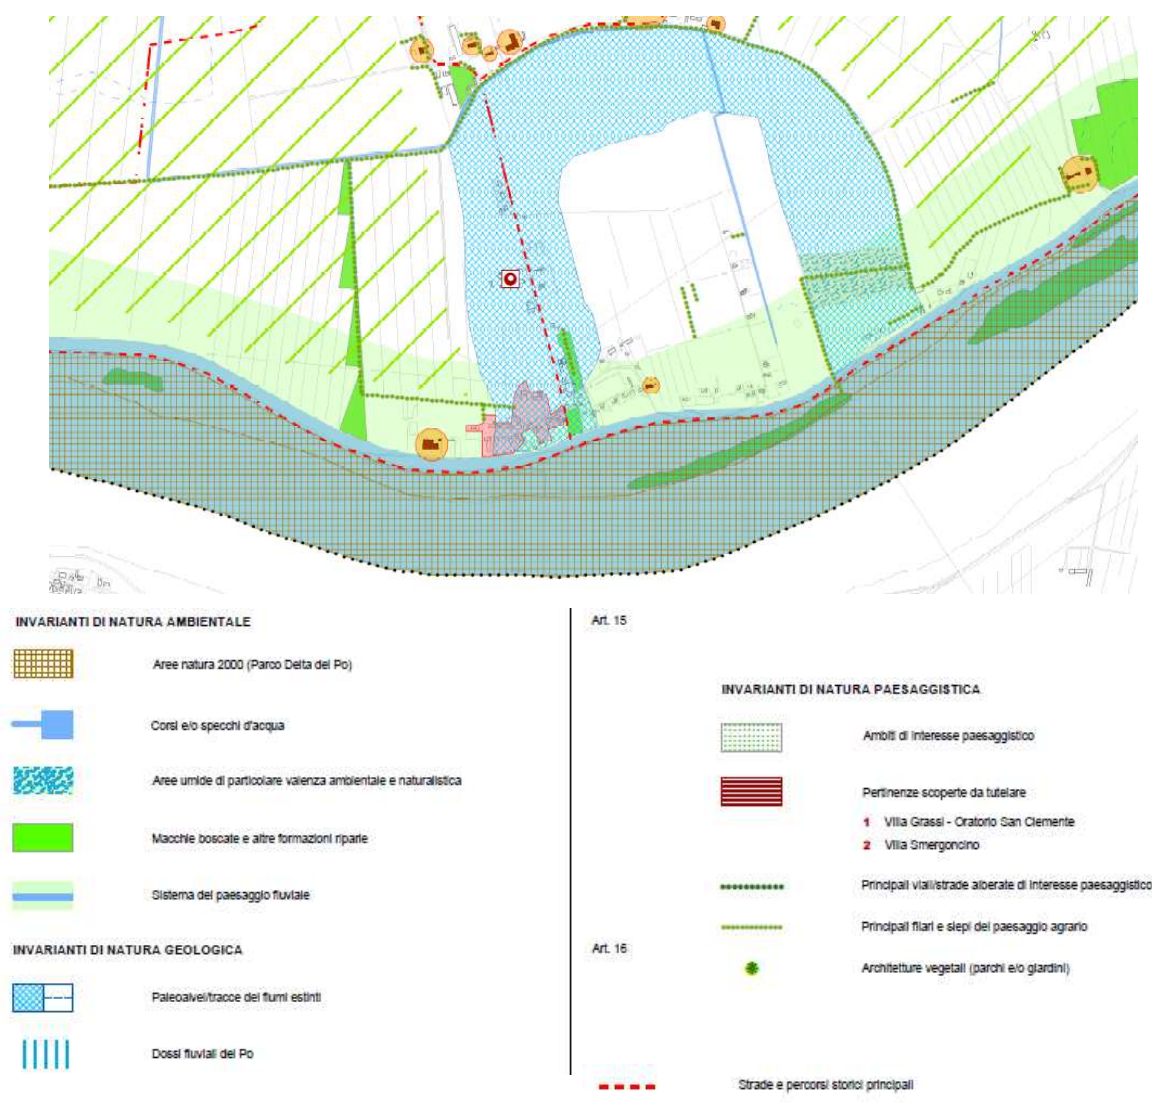 INVARIANTI DI NATURA AMBIENTALE
Art. 15
Aree natura 2000 (Parco Delta del Po)
Corsi e/o specchi d'acqua
Aree umide di particolare valenza ambientale e naturalistica
Macchie boscate e altre formazioni riparie
Sistema del paesaggio fluviale
INVARIANTI DI NATURA GEOLOGICA
Art. 16
Paleoalvei/tracce dei fiumi estinti
Dossi fluviali del Po
INVARIANTI DI NATURA PAESAGGISTICA
Ambiti di interesse paesaggistico
Pertinenze scoperte da tutelare
1 Villa Grassi - Oratorio San Clemente
2 Villa Smergoncino
Principali viali/strade alberate di interesse paesaggistico
Principali filari e siepi del paesaggio agrario
Architetture vegetali (parchi e/o giardini)
Strade e percorsi storici principali